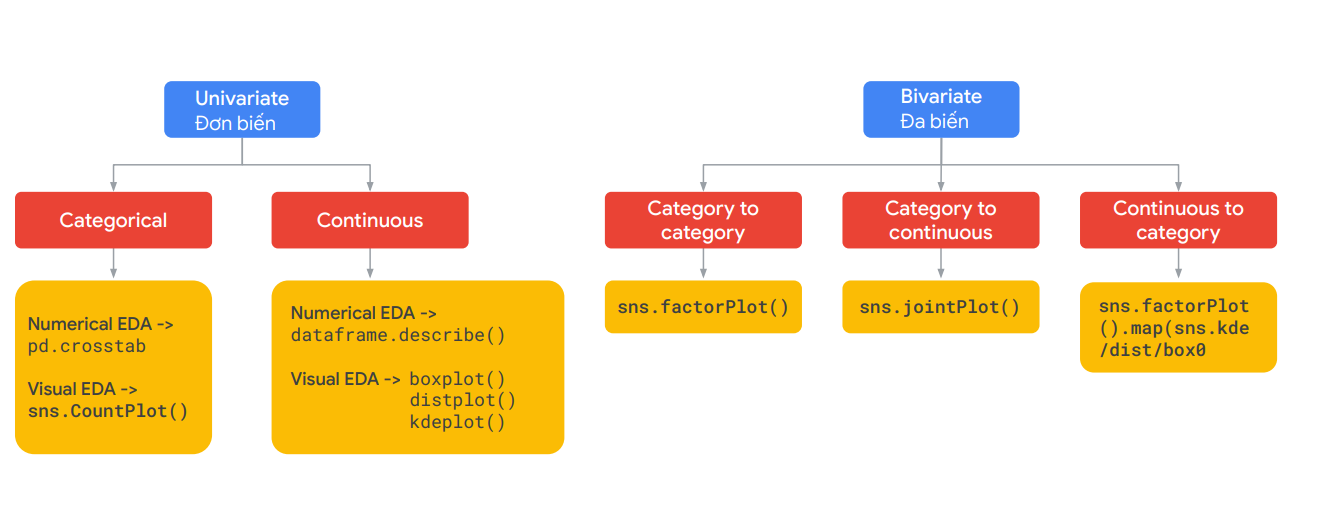 Univariate
Đơn biến
Categorical
Continuous
Numerical EDA ->
pd.crosstab
Visual EDA ->
sns.CountPlot()
Numerical EDA ->
dataframe.describe()
Visual EDA -> boxplot()
distplot()
kdeplot()
Bivariate
Đa biến
Category to
category
Category to
continuous
Continuous to
category
sns.factorPlot()
sns.jointPlot()
sns.factorPlot
().map(sns.kde
/dist/box0